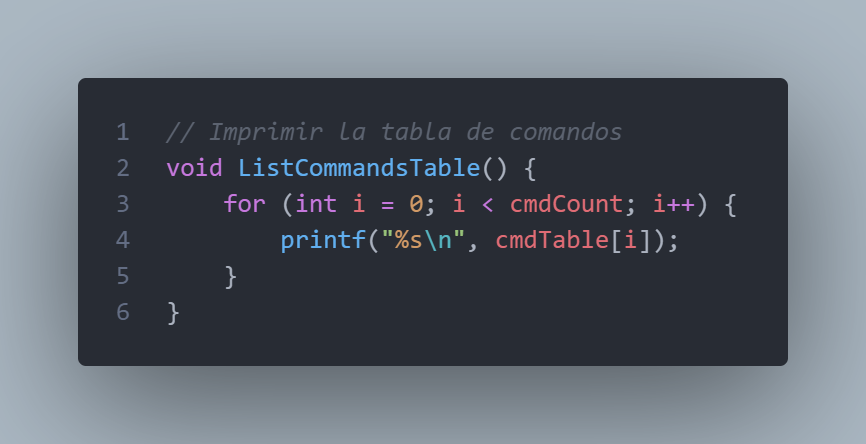 1 // Imprimir la tabla de comandos
2 void ListCommandsTable() {
3     for (int i = 0; i < cmdCount; i++) {
4         printf("%s\n", cmdTable[i]);
5     }
6 }